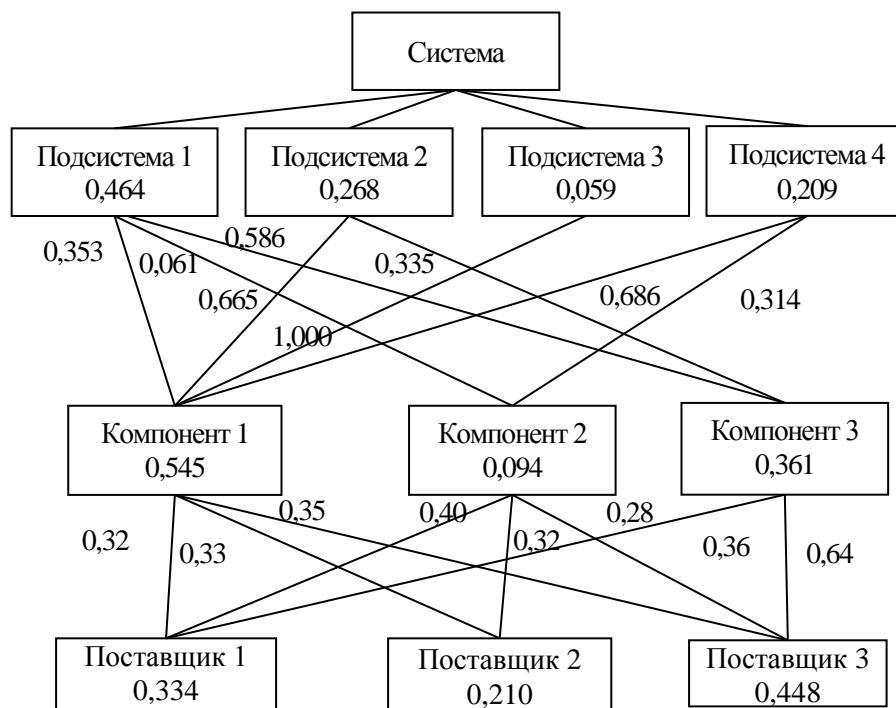 Система
Подсистема 1
0,464
Подсистема 2
0,268
Подсистема 3
0,059
Подсистема 4
0,209
0,353
0,061
0,586
0,335
0,665
0,686
0,314
1,000
Компонент 1
0,545
Компонент 2
0,094
Компонент 3
0,361
0,32
0,33
0,35
0,40
0,32
0,28
0,36
0,64
Поставщик 1
0,334
Поставщик 2
0,210
Поставщик 3
0,448